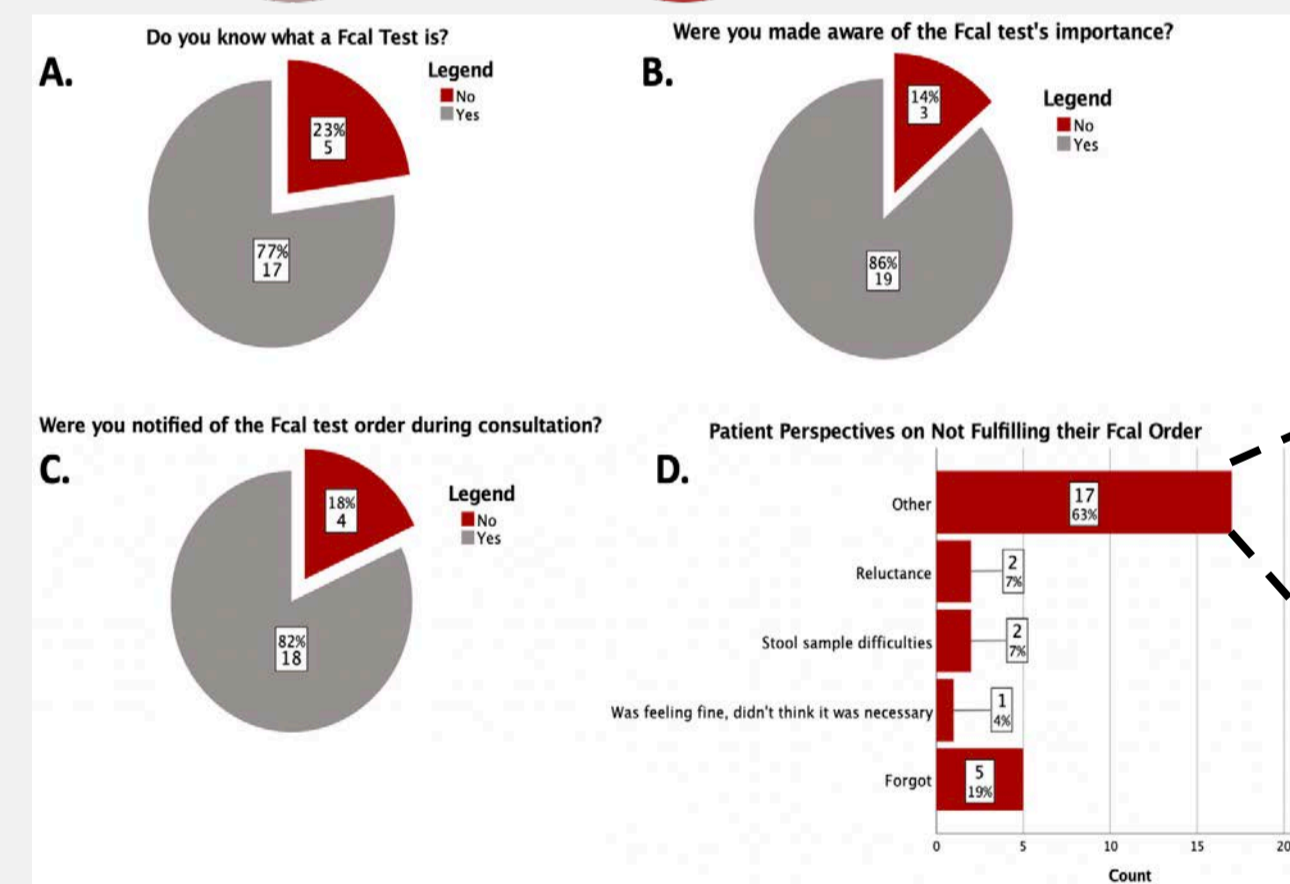 Do you know what a Fcal Test is?
A.
Legend
No
Yes
23%
5
77%
17
Were you made aware of the Fcal test's importance?
B.
Legend
No
Yes
14%
3
86%
19
Were you notified of the Fcal test order during consultation?
C.
Legend
No
Yes
18%
4
82%
18
Patient Perspectives on Not Fulfilling their Fcal Order
D.
Other
17
63%
Reluctance
2
7%
Stool sample difficulties
2
7%
Was feeling fine, didn't think it was necessary
1
4%
Forgot
5
19%
0 5 10 15 20
Count